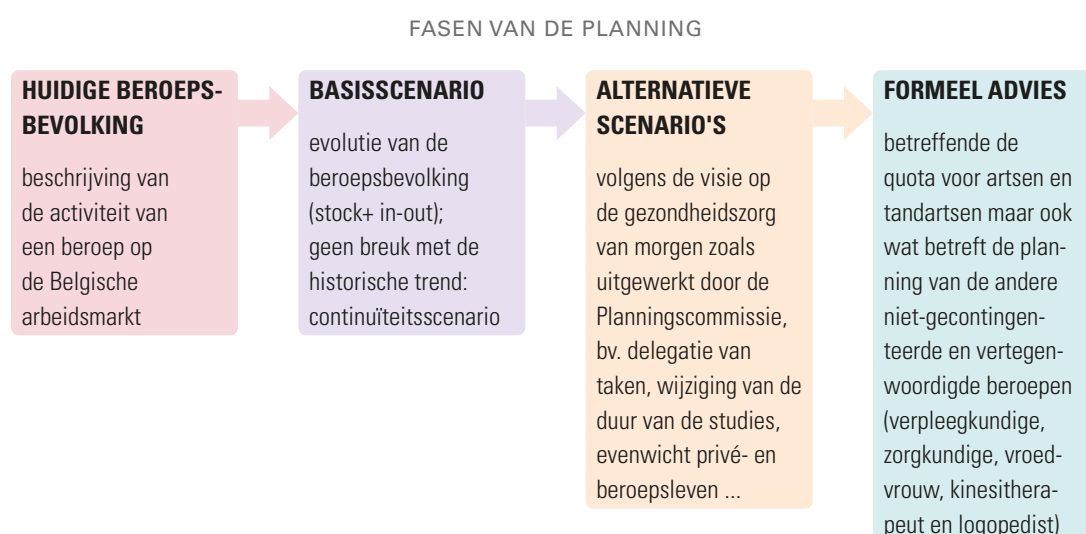 FASEN VAN DE PLANNING
HUIDIGE BEROEPS-
BEVOLKING
beschrijving van
de activiteit van
een beroep op
de Belgische
arbeidsmarkt
BASISSCENARIO
evolutie van de
beroepsbevolking
(stock+ in-out);
geen breuk met de
historische trend:
continuïteitsscenario
ALTERNATIEVE
SCENARIO'S
volgens de visie op
de gezondheidszorg
van morgen zoals
uitgewerkt door de
Planningscommissie,
bv. delegatie van
taken, wijziging van de
duur van de studies,
evenwicht privé- en
beroepsleven ...
FORMEEL ADVIES
betreffende de
quota voor artsen en
tandartsen maar ook
wat betreft de plan-
ning van de andere
niet-gecontingen-
teerde en vertegen-
woordigde beroepen
(verpleegkundige,
zorgkundige, vroed-
vrouw, kinesithera-
peut en logopedist)